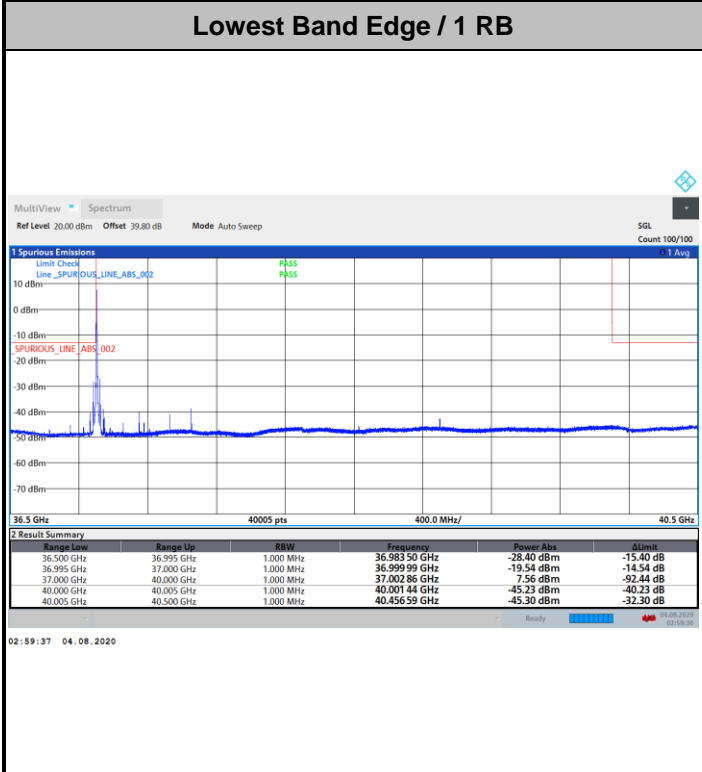 Lowest Band Edge / 1 RB
MultiView Spectrum
Ref Level 20.00 dBm Offset 39.80 dB Mode Auto Sweep SGL
Count 100/100
1 Spurious Emissions 1 Avg
Limit Check PASS
Line _SPURIOUS_LINE_ABS_002 PASS
10 dBm
0 dBm
-10 dBm
_SPURIOUS_LINE_ABS_002
-20 dBm
-30 dBm
-40 dBm
-50 dBm
-60 dBm
-70 dBm
36.5 GHz 40005 pts 400.0 MHz/ 40.5 GHz
2 Result Summary
Range Low Range Up RBW Frequency Power Abs ΔLimit
36.500 GHz 36.995 GHz 1.000 MHz 36.983 50 GHz -28.40 dBm -15.40 dB
36.995 GHz 37.000 GHz 1.000 MHz 36.999 99 GHz -19.54 dBm -14.54 dB
37.000 GHz 40.000 GHz 1.000 MHz 37.002 86 GHz 7.56 dBm -92.44 dB
40.000 GHz 40.005 GHz 1.000 MHz 40.001 44 GHz -45.23 dBm -40.23 dB
40.005 GHz 40.500 GHz 1.000 MHz 40.456 59 GHz -45.30 dBm -32.30 dB
Ready 04.08.2020
02:59:36
02:59:37 04.08.2020